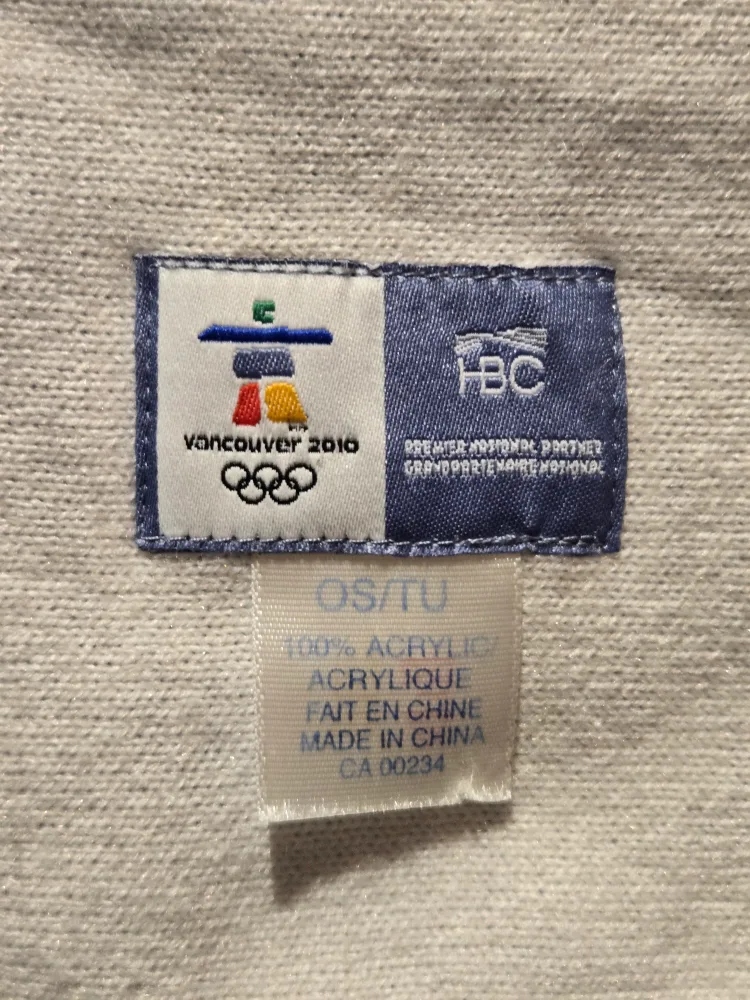 vancouver 2010
HBC
PREMIER NATIONAL PARTNER
GRAND PARTENAIRE NATIONAL
OS/TU
100% ACRYLIC/
ACRYLIQUE
FAIT EN CHINE
MADE IN CHINA
CA 00234